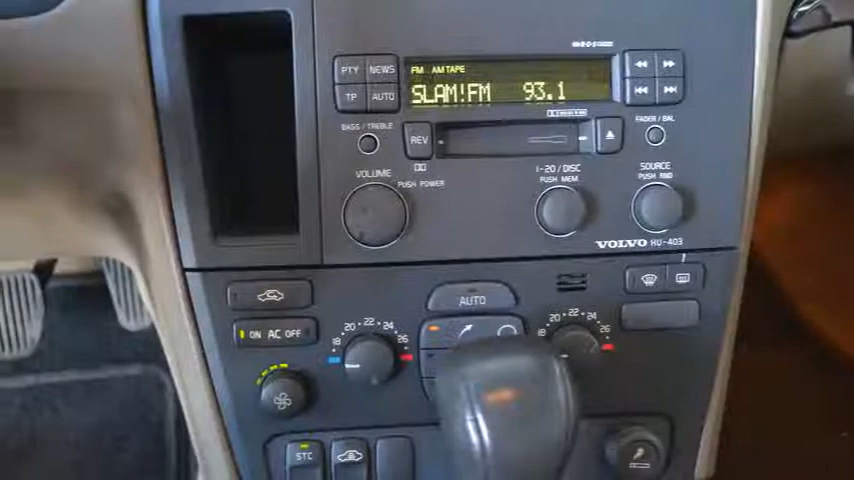 R·D·S
PTY NEWS
FM AM TAPE
TP AUTO
SLAM!FM 93.1
BASS / TREBLE
REV
FADER / BAL
VOLUME
PUSH POWER
1-20 / DISC
PUSH MEM
SOURCE
PUSH RND
VOLVO HU-403
AUTO
ON AC OFF
18 20 22 24 26
18 20 22 24 26
STC